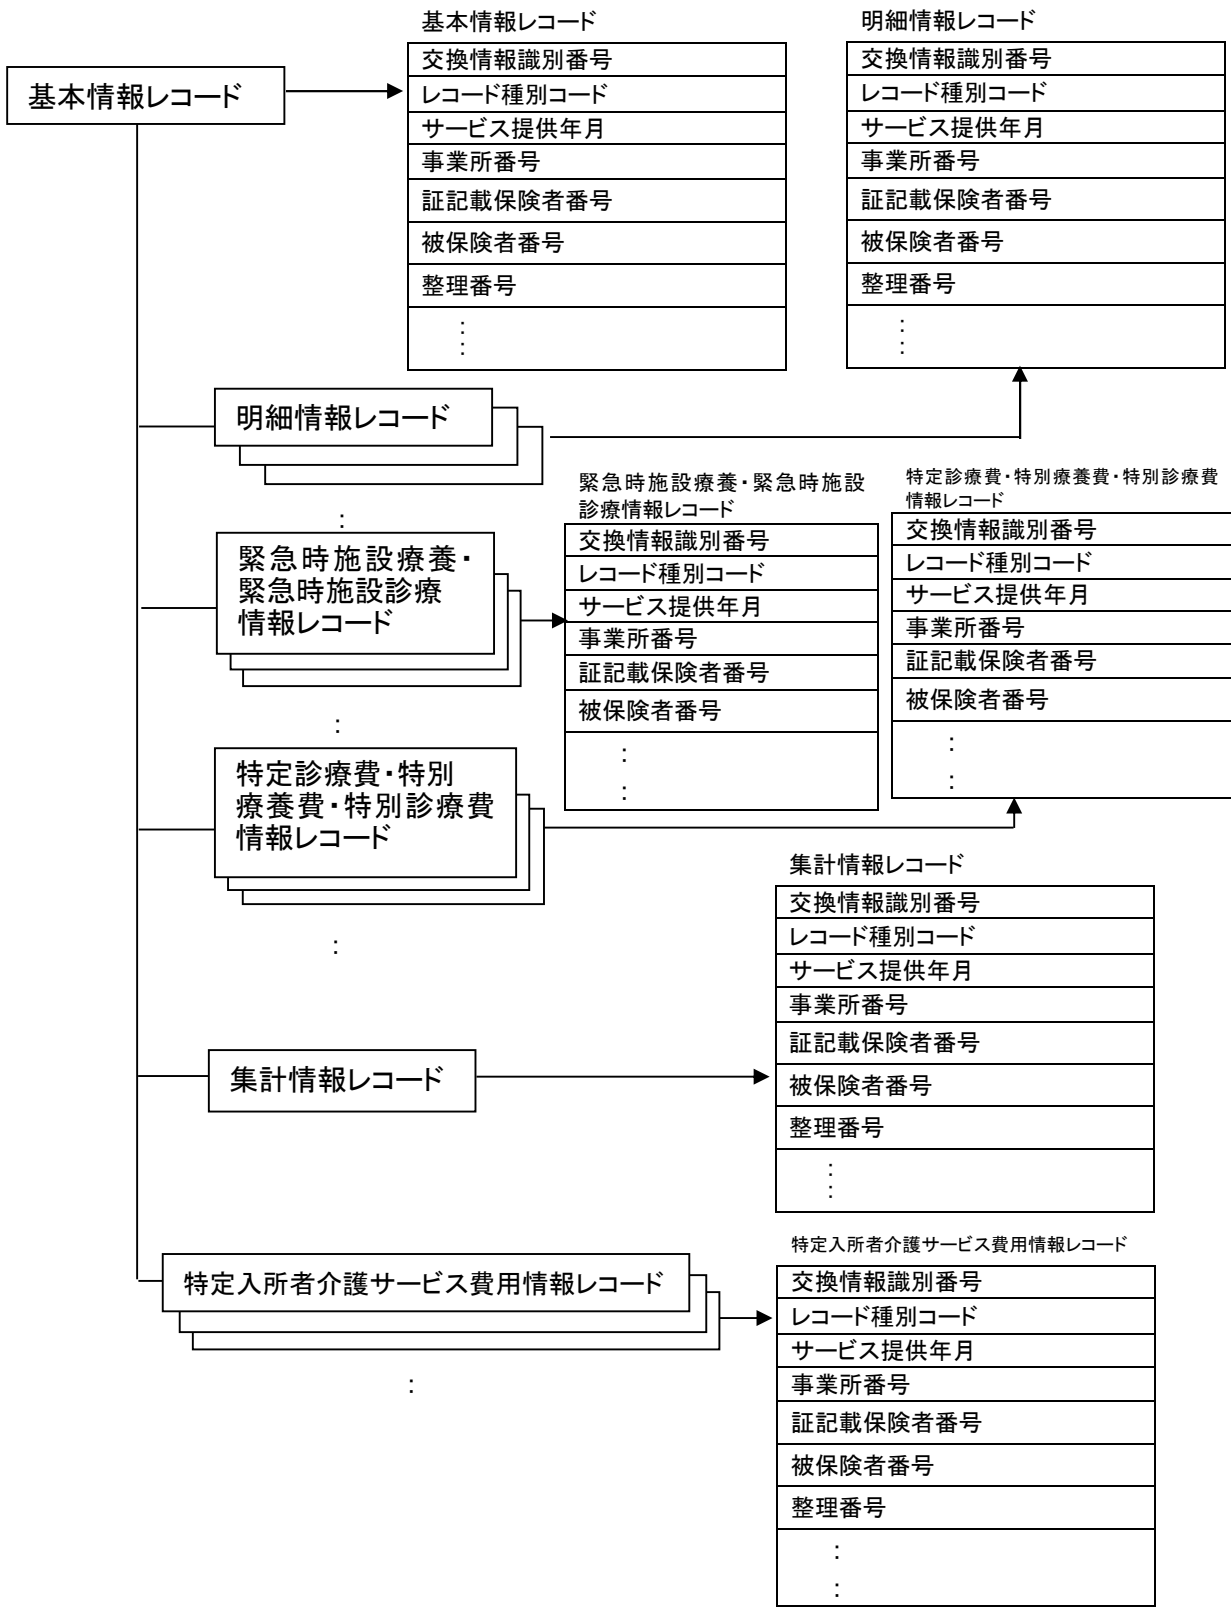 基本情報レコード
基本情報レコード
交換情報識別番号
レコード種別コード
サービス提供年月
事業所番号
証記載保険者番号
被保険者番号
整理番号
:
:
明細情報レコード
交換情報識別番号
レコード種別コード
サービス提供年月
事業所番号
証記載保険者番号
被保険者番号
整理番号
:
:
明細情報レコード
:
緊急時施設療養・
緊急時施設診療
情報レコード
:
緊急時施設療養・緊急時施設
診療情報レコード
交換情報識別番号
レコード種別コード
サービス提供年月
事業所番号
証記載保険者番号
被保険者番号
:
:
特定診療費・特別療養費・特別診療費
情報レコード
交換情報識別番号
レコード種別コード
サービス提供年月
事業所番号
証記載保険者番号
被保険者番号
:
:
特定診療費・特別
療養費・特別診療費
情報レコード
:
集計情報レコード
集計情報レコード
交換情報識別番号
レコード種別コード
サービス提供年月
事業所番号
証記載保険者番号
被保険者番号
整理番号
:
:
特定入所者介護サービス費用情報レコード
:
特定入所者介護サービス費用情報レコード
交換情報識別番号
レコード種別コード
サービス提供年月
事業所番号
証記載保険者番号
被保険者番号
整理番号
:
: